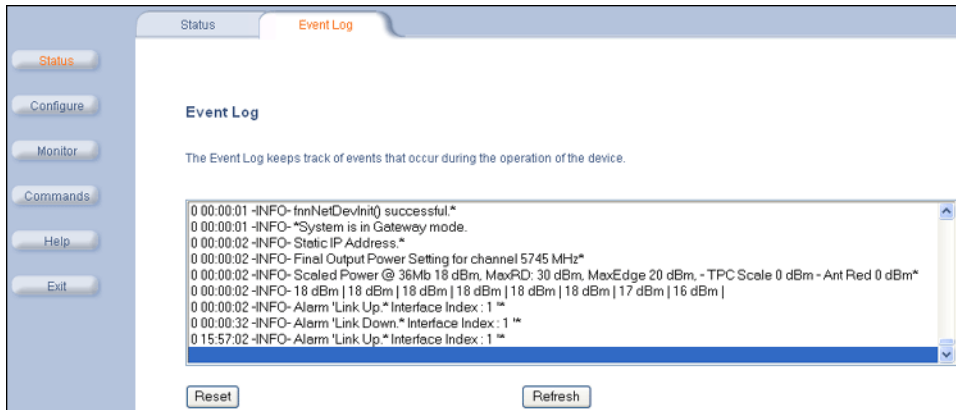 Status
Event Log
Status
Configure
Monitor
Commands
Help
Exit
Event Log
The Event Log keeps track of events that occur during the operation of the device.
0 00:00:01 -INFO- fnnNetDevInit() successful.*
0 00:00:01 -INFO- *System is in Gateway mode.
0 00:00:02 -INFO- Static IP Address.*
0 00:00:02 -INFO- Final Output Power Setting for channel 5745 MHz*
0 00:00:02 -INFO- Scaled Power @ 36Mb 18 dBm, MaxRD: 30 dBm, MaxEdge 20 dBm, - TPC Scale 0 dBm - Ant Red 0 dBm*
0 00:00:02 -INFO- 18 dBm | 18 dBm | 18 dBm | 18 dBm | 18 dBm | 18 dBm | 17 dBm | 16 dBm |
0 00:00:02 -INFO- Alarm 'Link Up.* Interface Index : 1 '*
0 00:00:32 -INFO- Alarm 'Link Down.* Interface Index : 1 '*
0 15:57:02 -INFO- Alarm 'Link Up.* Interface Index : 1 '*
Reset
Refresh